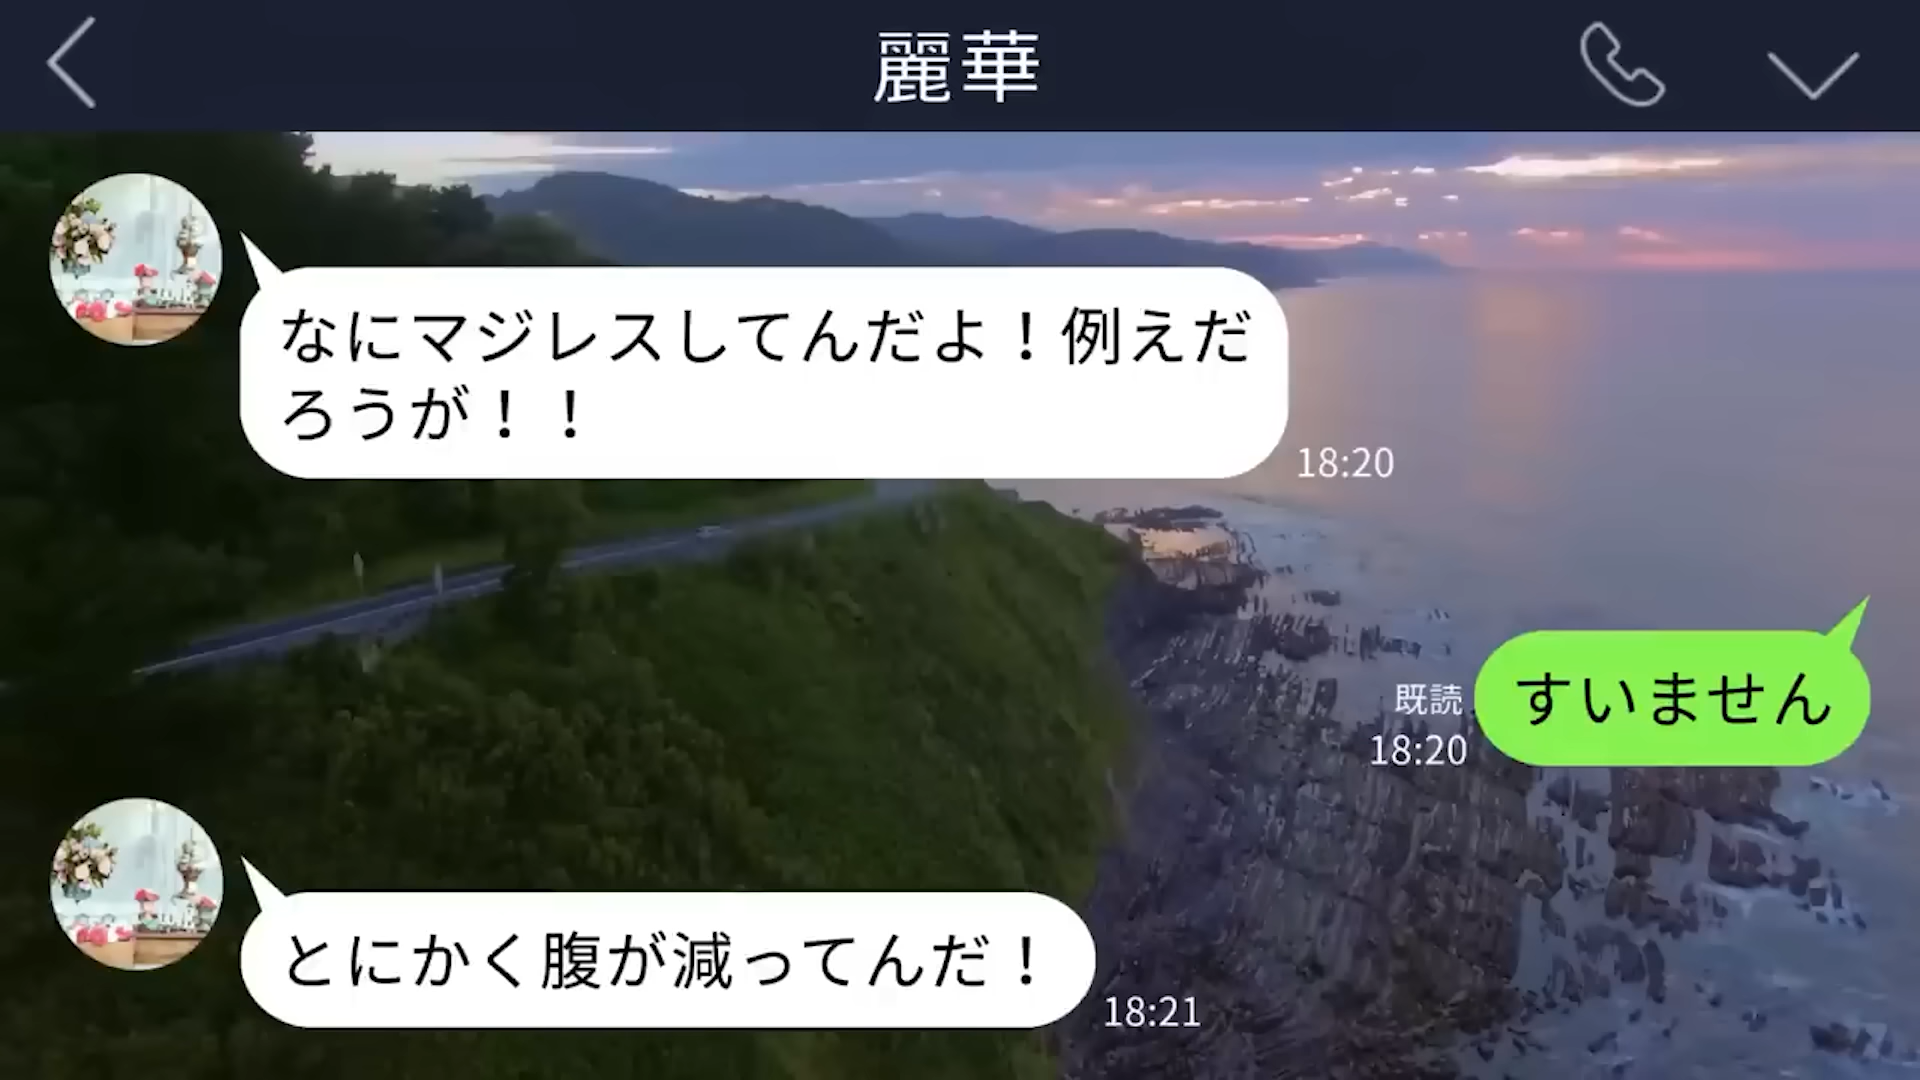 麗華
なにマジレスしてんだよ！例えだ
ろうが！！
18:20
すいません
既読
18:20
とにかく腹が減ってんだ！
18:21